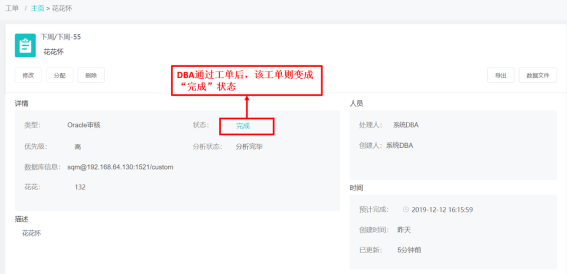 工单 / 主页 > 花花怀
下周/下周-55
花花怀
修改 分配 删除 导出 数据文件
DBA通过工单后，该工单则变成
“完成”状态
详情
类型： Oracle审核 状态： 完成
优先级： 高 分析状态： 分析完毕
数据库信息： sqm@192.168.64.130:1521/custom
花花： 132
描述
花花怀
人员
处理人： 系统DBA
创建人： 系统DBA
时间
预计完成： 2019-12-12 16:15:59
创建时间： 昨天
已更新： 5分钟前